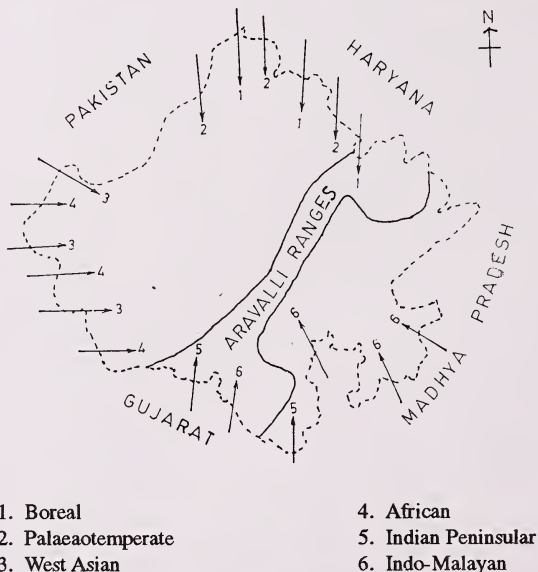 N
HARYANA
PAKISTAN
2
1
2
1
2
1
3
4
3
4
3
4
ARAVALLI RANGES
MADHYA PRADESH
6
6
6
5
6
5
GUJARAT
1. Boreal
2. Palaeaotemperate
3. West Asian
4. African
5. Indian Peninsular
6. Indo-Malayan